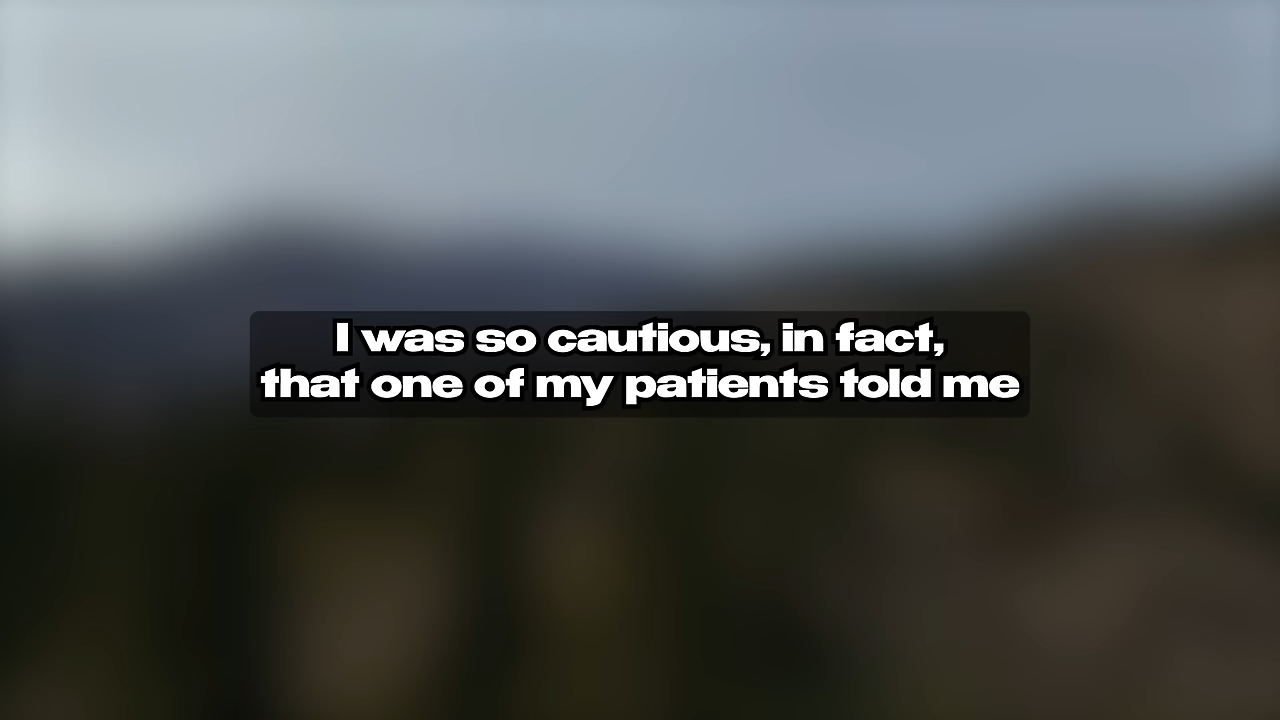 I was so cautious, in fact,
that one of my patients told me